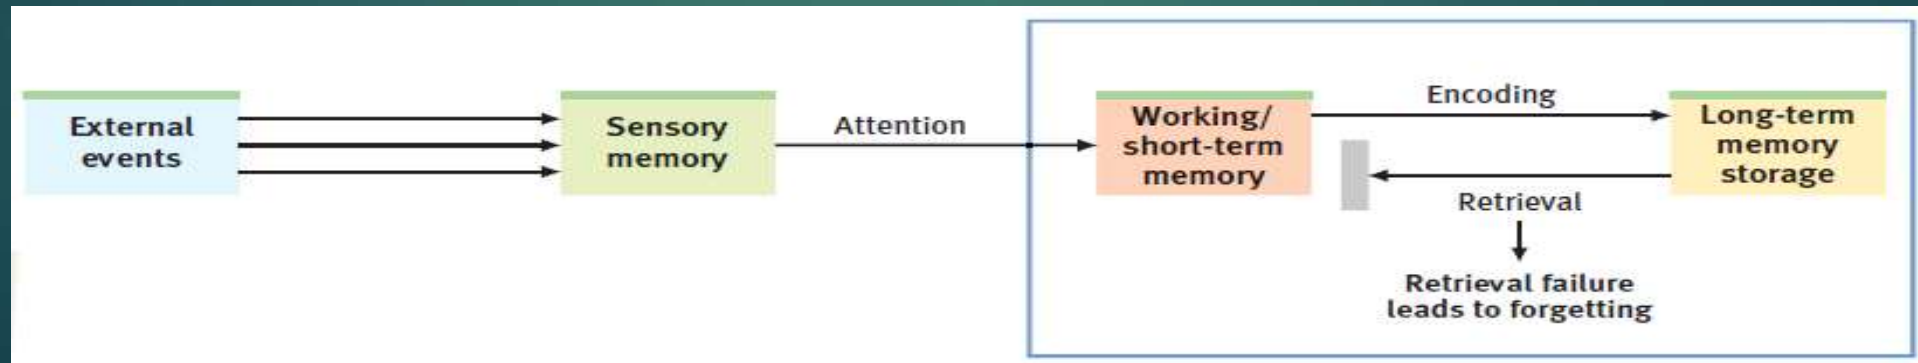 External
events
Sensory
memory
Attention
Working/
short-term
memory
Encoding
Long-term
memory
storage
Retrieval
Retrieval failure
leads to forgetting